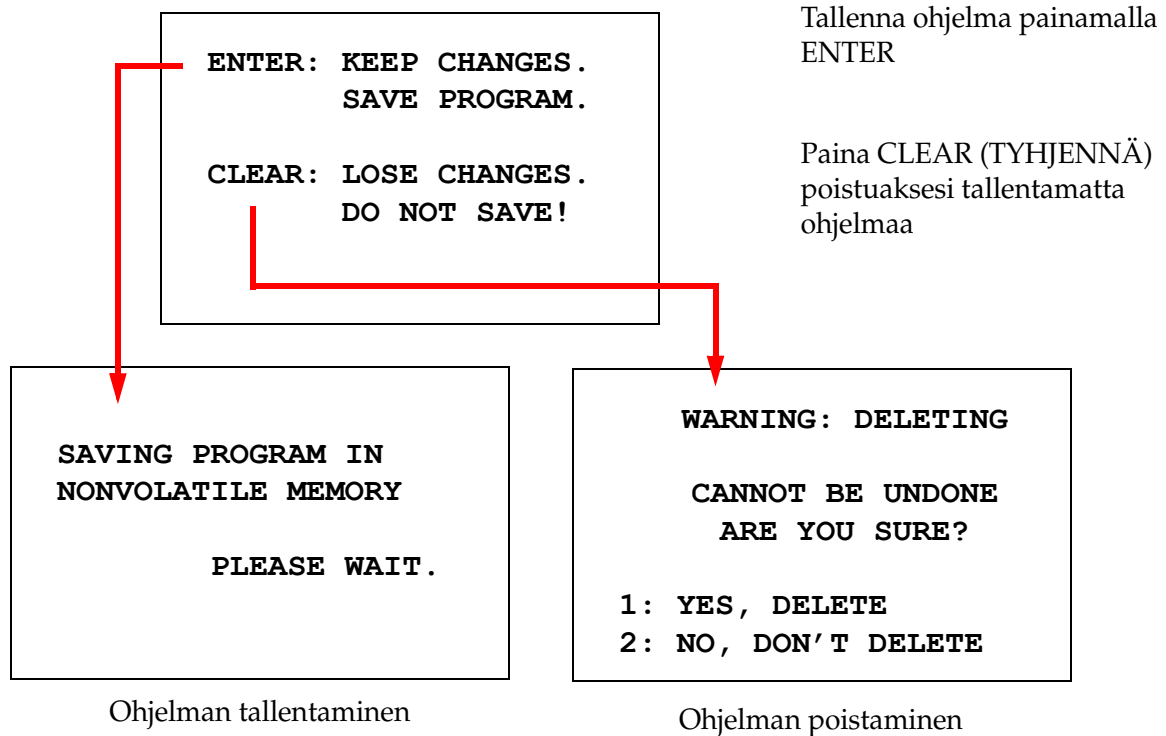 ENTER: KEEP CHANGES.
SAVE PROGRAM.
CLEAR: LOSE CHANGES.
DO NOT SAVE!
Tallenna ohjelma painamalla
ENTER
Paina CLEAR (TYHJENNÄ)
poistuaksesi tallentamatta
ohjelmaa
SAVING PROGRAM IN
NONVOLATILE MEMORY
PLEASE WAIT.
Ohjelman tallentaminen
WARNING: DELETING
CANNOT BE UNDONE
ARE YOU SURE?
1: YES, DELETE
2: NO, DON'T DELETE
Ohjelman poistaminen